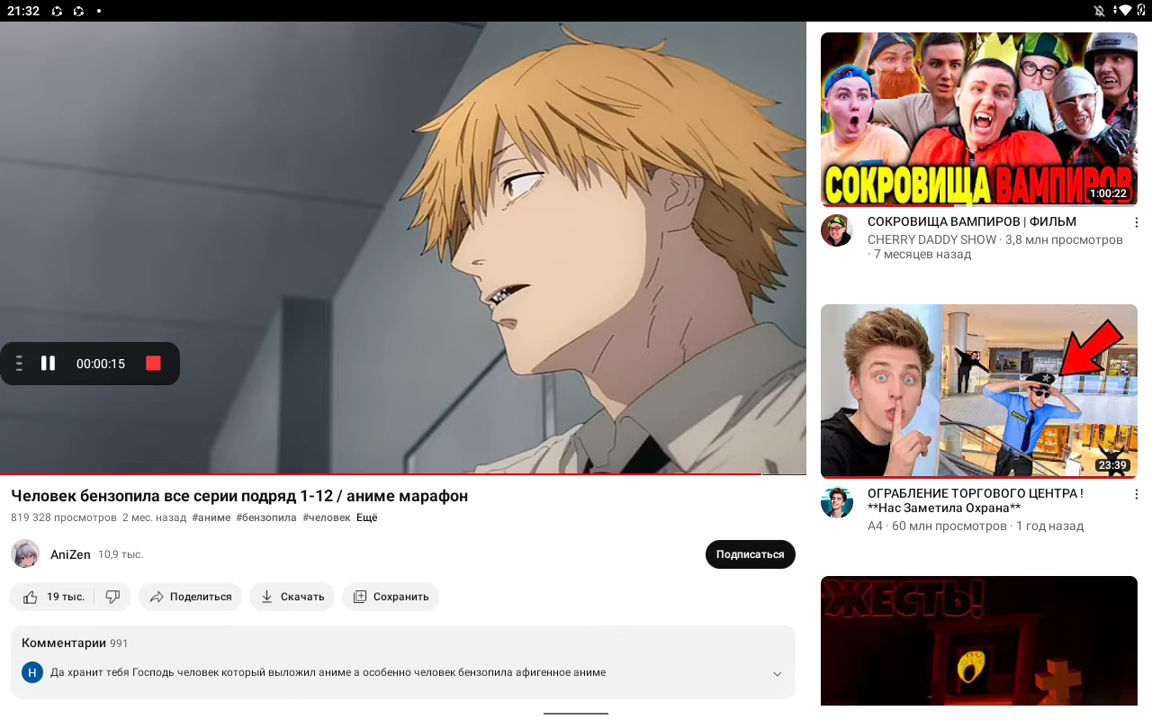 21:32
00:00:15
Человек бензопила все серии подряд 1-12 / аниме марафон
819 328 просмотров 2 мес. назад #аниме #бензопила #человек Ещё
AniZen 10,9 тыс.
Подписаться
19 тыс.
Поделиться
Скачать
Сохранить
Комментарии 991
Н
Да хранит тебя Господь человек который выложил аниме а особенно человек бензопила афигенное аниме
СОКРОВИЩА ВАМПИРОВ
1:00:22
СОКРОВИЩА ВАМПИРОВ | ФИЛЬМ
CHERRY DADDY SHOW · 3,8 млн просмотров
· 7 месяцев назад
23:39
ОГРАБЛЕНИЕ ТОРГОВОГО ЦЕНТРА !
**Нас Заметила Охрана**
A4 · 60 млн просмотров · 1 год назад
ЖЕСТЬ!